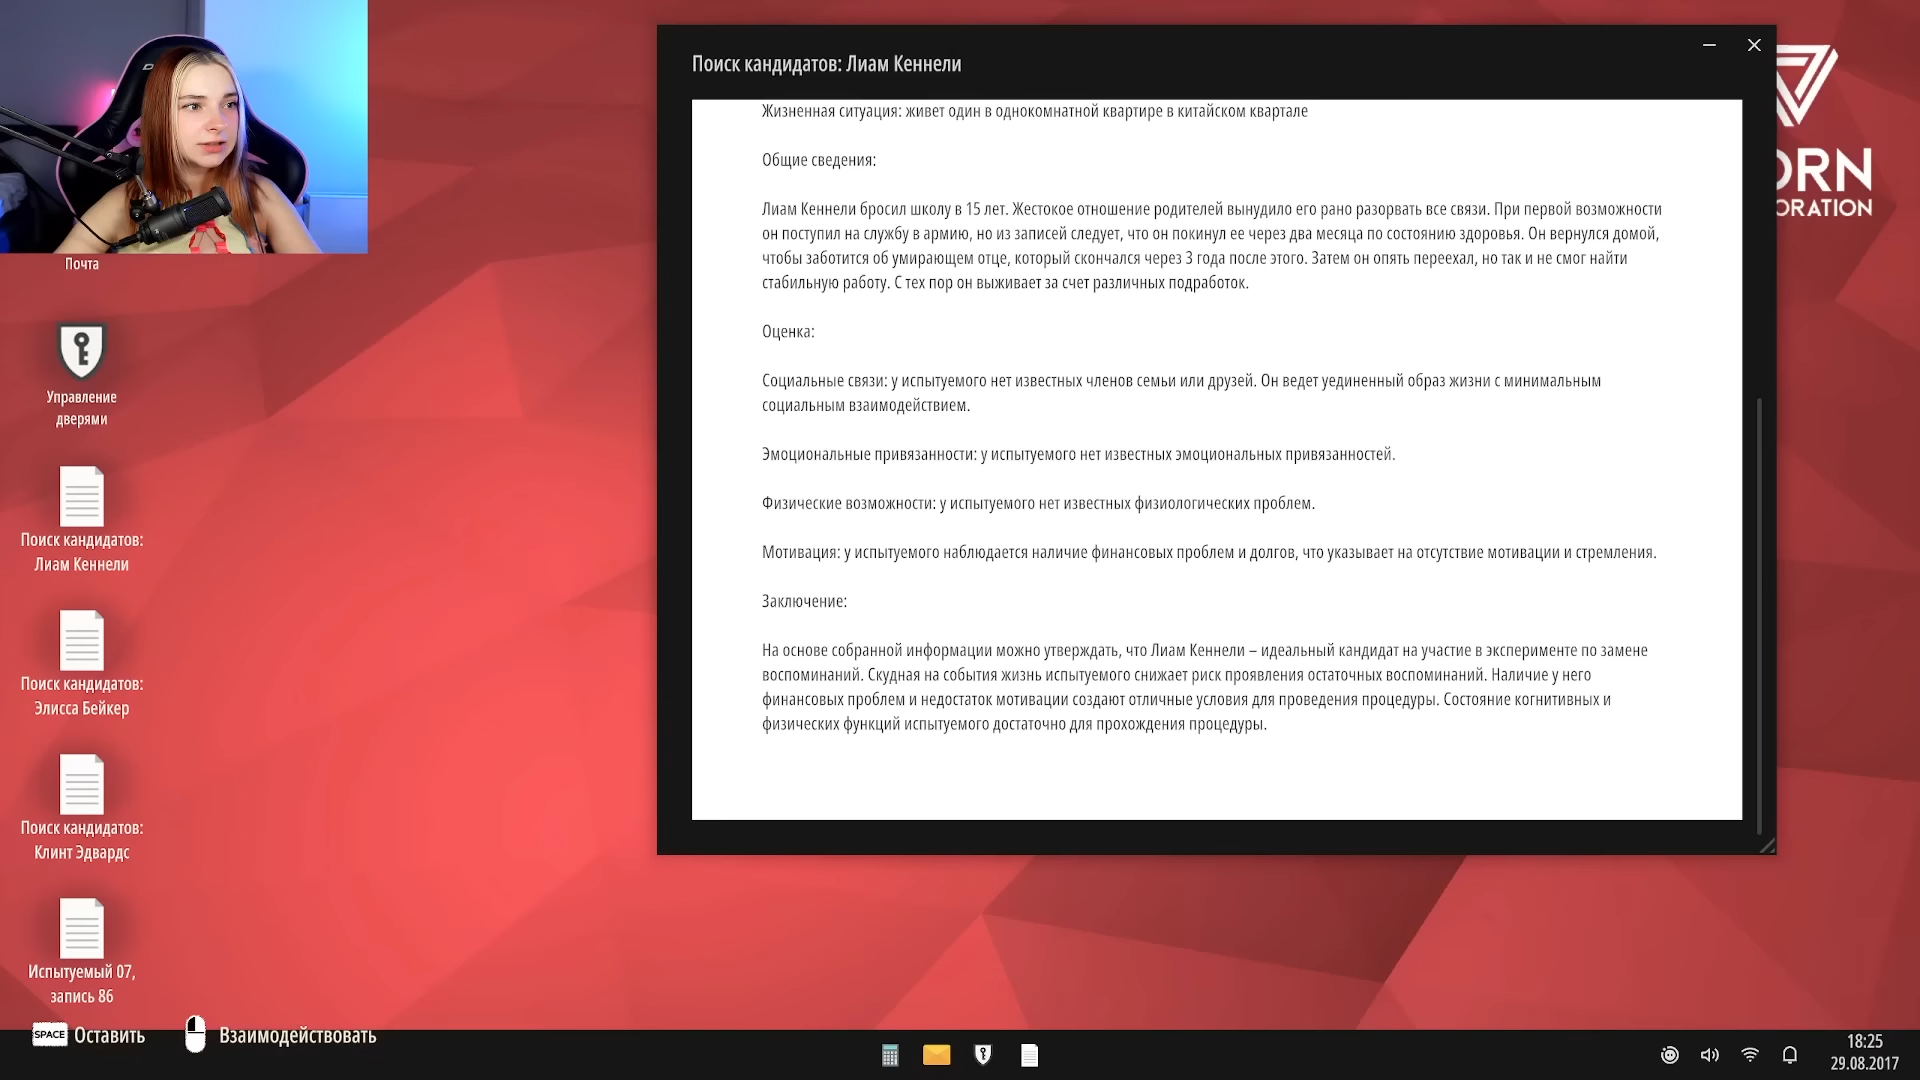 Поиск кандидатов: Лиам Кеннели
Жизненная ситуация: живет один в однокомнатной квартире в китайском квартале
Общие сведения:
Лиам Кеннели бросил школу в 15 лет. Жестокое отношение родителей вынудило его рано разорвать все связи. При первой возможности
он поступил на службу в армию, но из записей следует, что он покинул ее через два месяца по состоянию здоровья. Он вернулся домой,
чтобы заботится об умирающем отце, который скончался через 3 года после этого. Затем он опять переехал, но так и не смог найти
стабильную работу. С тех пор он выживает за счет различных подработок.
Оценка:
Социальные связи: у испытуемого нет известных членов семьи или друзей. Он ведет уединенный образ жизни с минимальным
социальным взаимодействием.
Эмоциональные привязанности: у испытуемого нет известных эмоциональных привязанностей.
Физические возможности: у испытуемого нет известных физиологических проблем.
Мотивация: у испытуемого наблюдается наличие финансовых проблем и долгов, что указывает на отсутствие мотивации и стремления.
Заключение:
На основе собранной информации можно утверждать, что Лиам Кеннели – идеальный кандидат на участие в эксперименте по замене
воспоминаний. Скудная на события жизнь испытуемого снижает риск проявления остаточных воспоминаний. Наличие у него
финансовых проблем и недостаток мотивации создают отличные условия для проведения процедуры. Состояние когнитивных и
физических функций испытуемого достаточно для прохождения процедуры.
ORN
ORATION
Почта
Управление
дверями
Поиск кандидатов:
Лиам Кеннели
Поиск кандидатов:
Элисса Бейкер
Поиск кандидатов:
Клинт Эдвардс
Испытуемый 07,
запись 86
SPACE Оставить
Взаимодействовать
18:25
29.08.2017